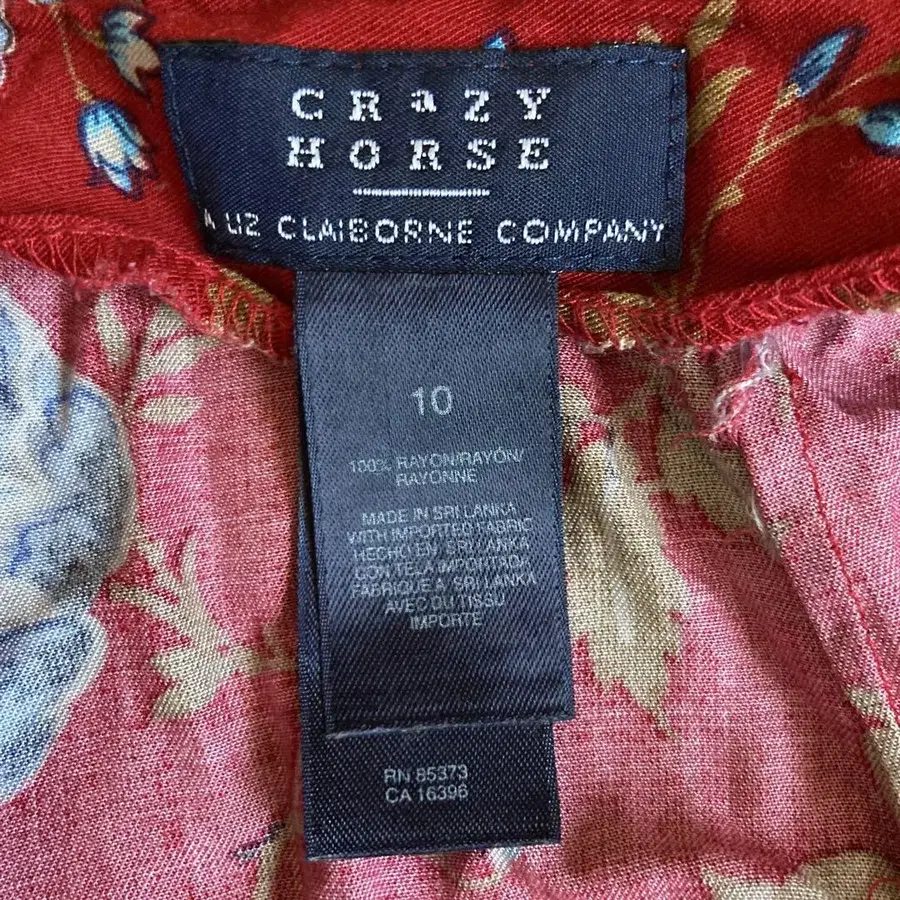 CRaZY
HORSE
A LIZ CLAIBORNE COMPANY
10
100% RAYON/RAYÓN/
RAYONNE
MADE IN SRI LANKA
WITH IMPORTED FABRIC
HECHO EN SRI LANKA
CON TELA IMPORTADA
FABRIQUE A SRI LANKA
AVEC DU TISSU
IMPORTE
RN 85373
CA 16396